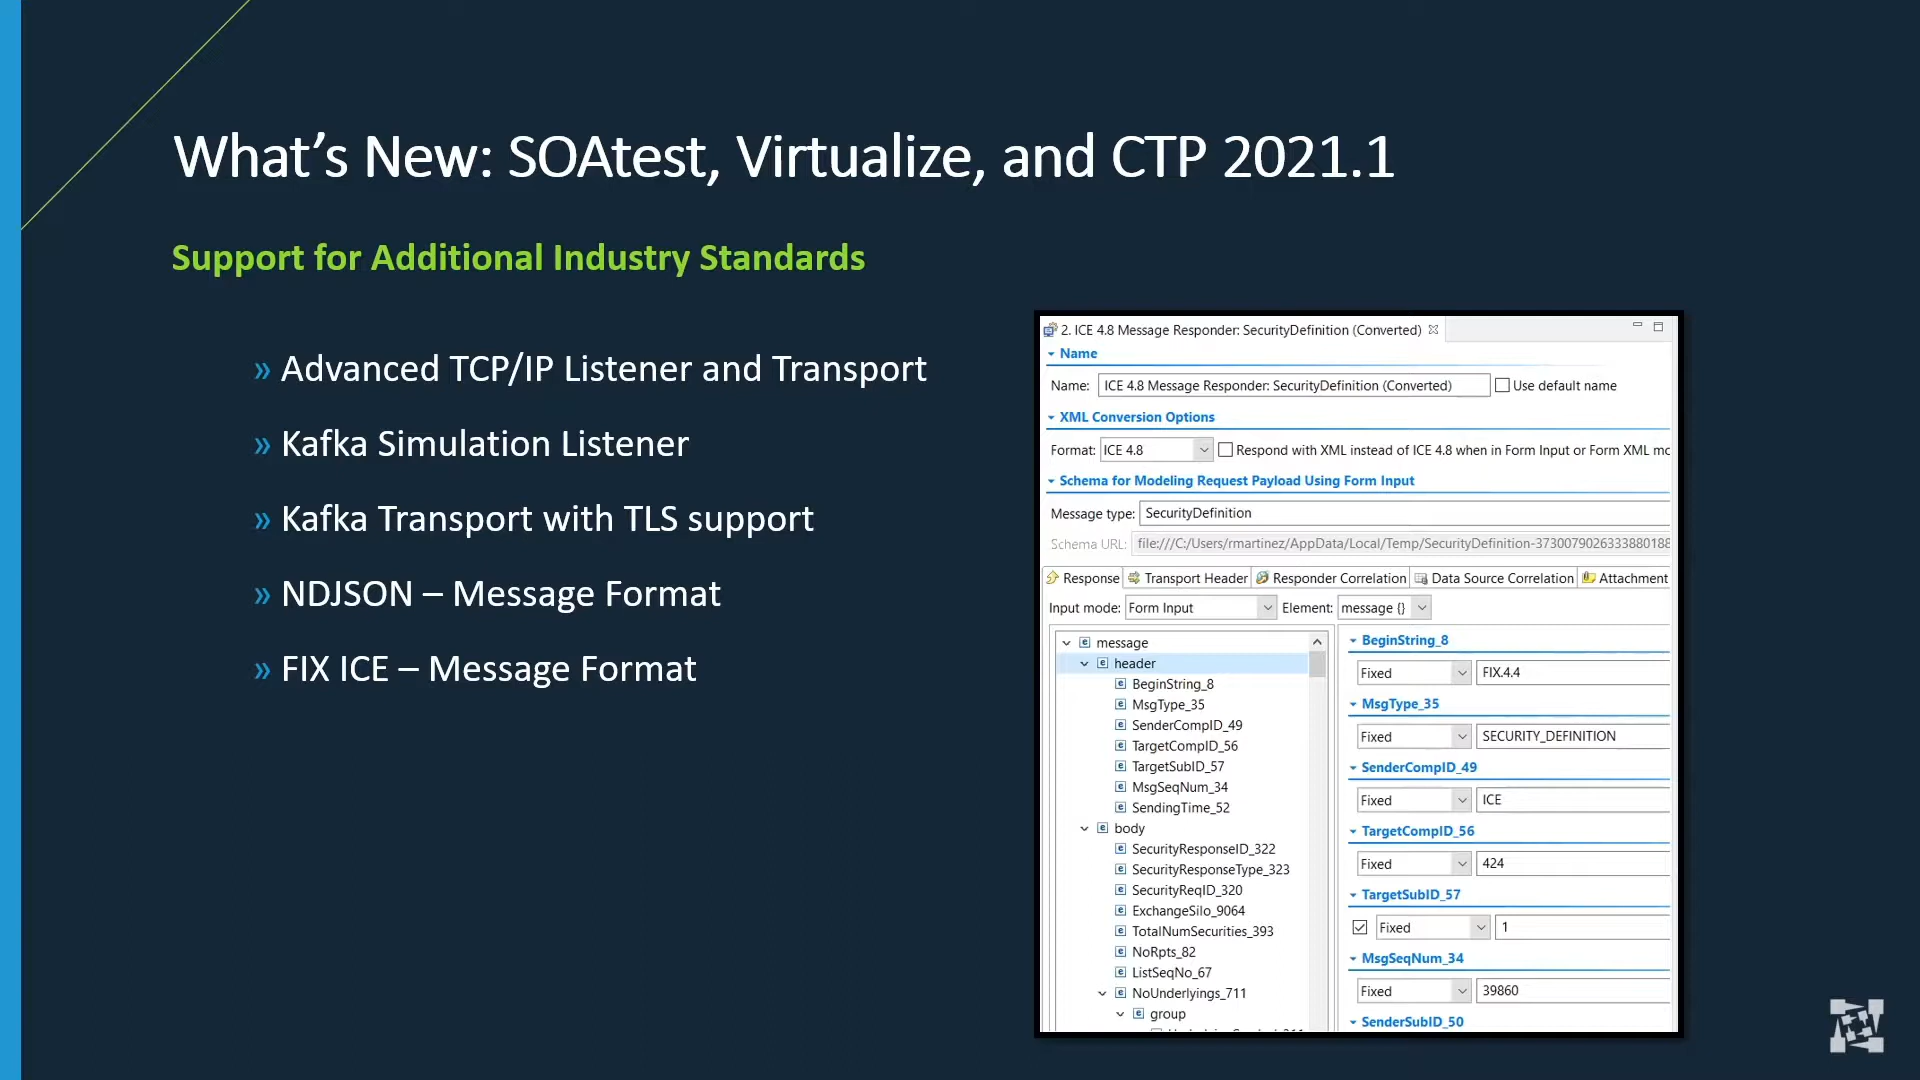 What's New: SOAtest, Virtualize, and CTP 2021.1
Support for Additional Industry Standards
» Advanced TCP/IP Listener and Transport
» Kafka Simulation Listener
» Kafka Transport with TLS support
» NDJSON – Message Format
» FIX ICE – Message Format
2. ICE 4.8 Message Responder: SecurityDefinition (Converted)
Name
Name: ICE 4.8 Message Responder: SecurityDefinition (Converted) Use default name
XML Conversion Options
Format: ICE 4.8 Respond with XML instead of ICE 4.8 when in Form Input or Form XML mo
Schema for Modeling Request Payload Using Form Input
Message type: SecurityDefinition
Schema URL: file:///C:/Users/rmartinez/AppData/Local/Temp/SecurityDefinition-3730079026333880188
Response Transport Header Responder Correlation Data Source Correlation Attachment
Input mode: Form Input Element: message {}
message
header
BeginString_8
MsgType_35
SenderCompID_49
TargetCompID_56
TargetSubID_57
MsgSeqNum_34
SendingTime_52
body
SecurityResponseID_322
SecurityResponseType_323
SecurityReqID_320
ExchangeSilo_9064
TotalNumSecurities_393
NoRpts_82
ListSeqNo_67
NoUnderlyings_711
group
BeginString_8
Fixed FIX.4.4
MsgType_35
Fixed SECURITY_DEFINITION
SenderCompID_49
Fixed ICE
TargetCompID_56
Fixed 424
TargetSubID_57
Fixed 1
MsgSeqNum_34
Fixed 39860
SenderSubID_50